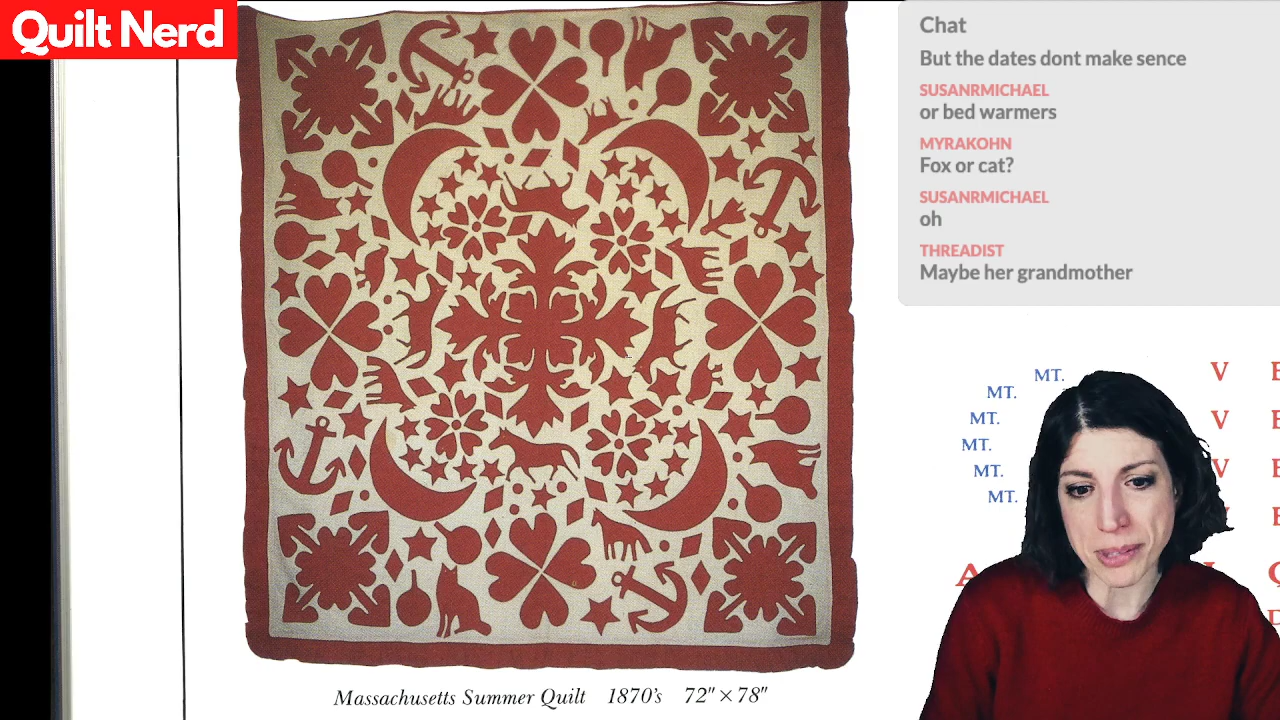 Quilt Nerd
Chat
But the dates dont make sence
SUSANRMICHAEL
or bed warmers
MYRAKOHN
Fox or cat?
SUSANRMICHAEL
oh
THREADIST
Maybe her grandmother
MT.
MT.
MT.
MT.
MT.
MT.
V E
V E
V E
V E
A L Q
D
Massachusetts Summer Quilt 1870's 72" × 78"